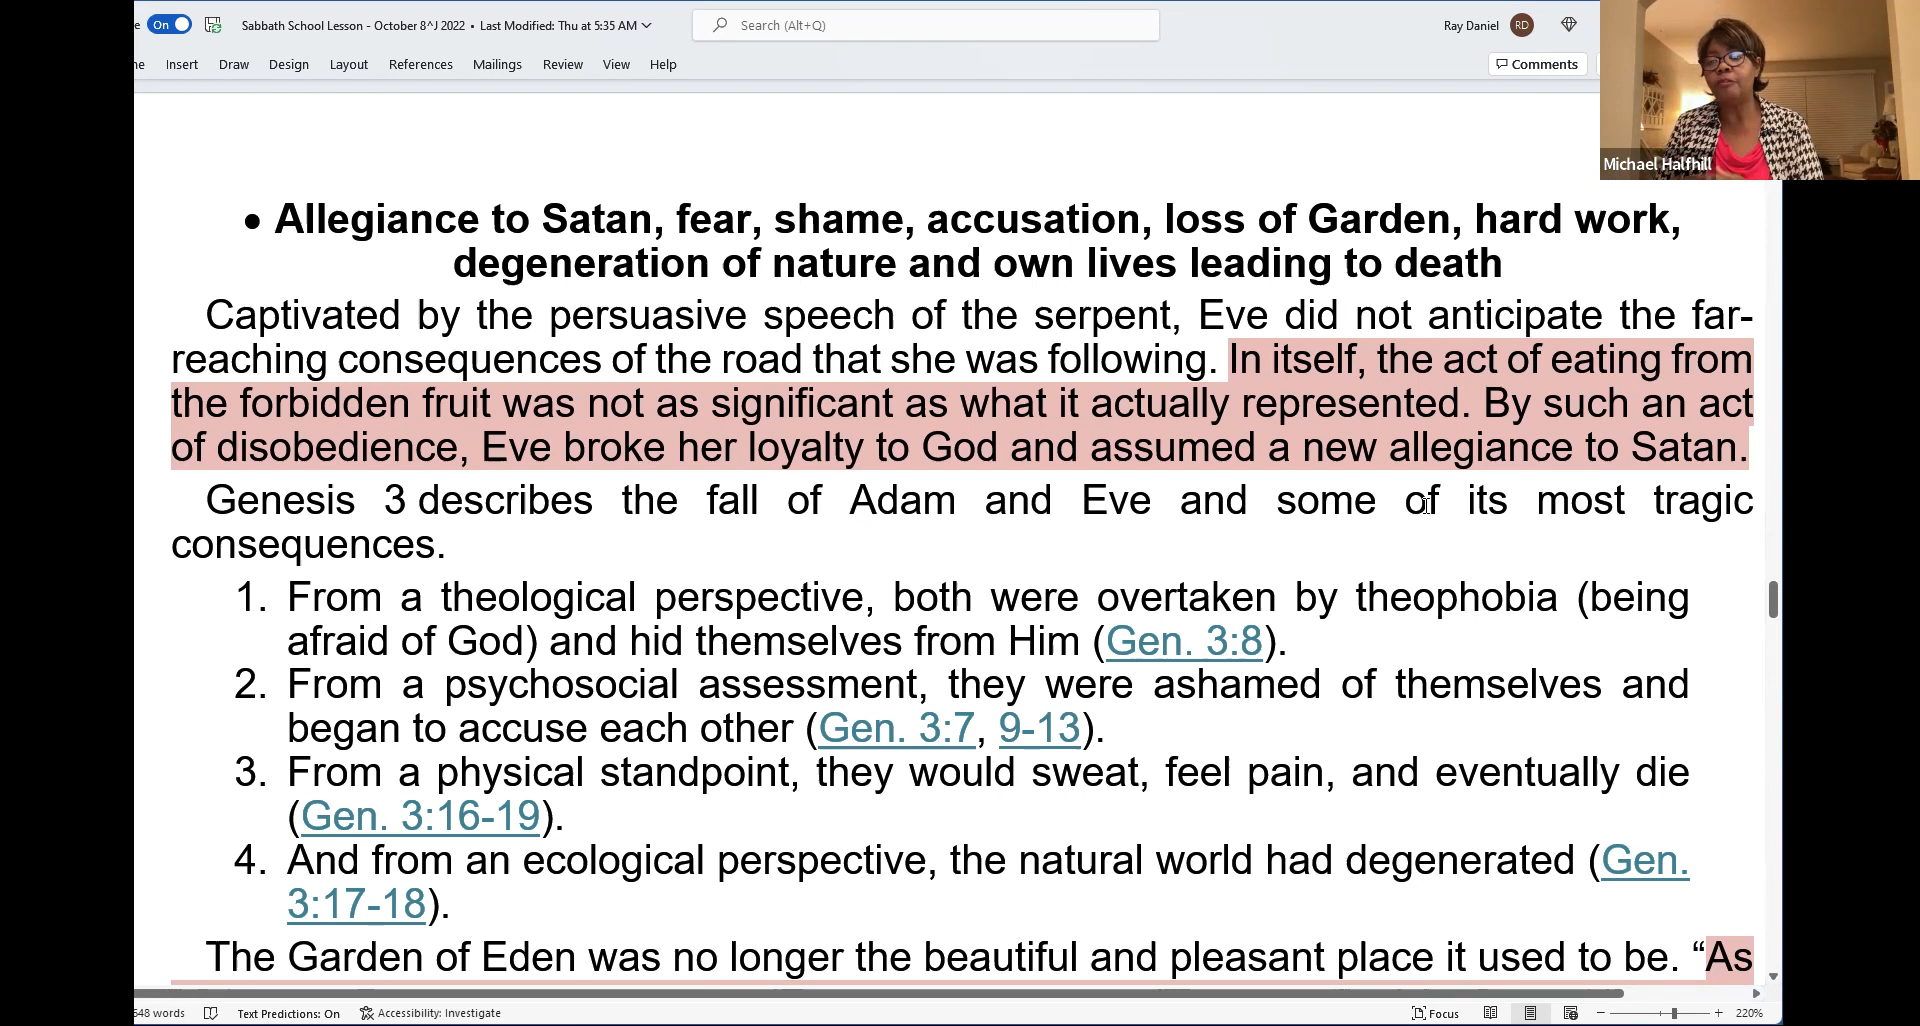 e On Sabbath School Lesson - October 8^J 2022 • Last Modified: Thu at 5:35 AM Search (Alt+Q) Ray Daniel RD
ne Insert Draw Design Layout References Mailings Review View Help Comments
Michael Halfhill
• Allegiance to Satan, fear, shame, accusation, loss of Garden, hard work,
degeneration of nature and own lives leading to death
Captivated by the persuasive speech of the serpent, Eve did not anticipate the far-
reaching consequences of the road that she was following. In itself, the act of eating from
the forbidden fruit was not as significant as what it actually represented. By such an act
of disobedience, Eve broke her loyalty to God and assumed a new allegiance to Satan.
Genesis 3 describes the fall of Adam and Eve and some of its most tragic
consequences.
1. From a theological perspective, both were overtaken by theophobia (being
afraid of God) and hid themselves from Him (Gen. 3:8).
2. From a psychosocial assessment, they were ashamed of themselves and
began to accuse each other (Gen. 3:7, 9-13).
3. From a physical standpoint, they would sweat, feel pain, and eventually die
(Gen. 3:16-19).
4. And from an ecological perspective, the natural world had degenerated (Gen.
3:17-18).
The Garden of Eden was no longer the beautiful and pleasant place it used to be. “As
548 words Text Predictions: On Accessibility: Investigate Focus 220%